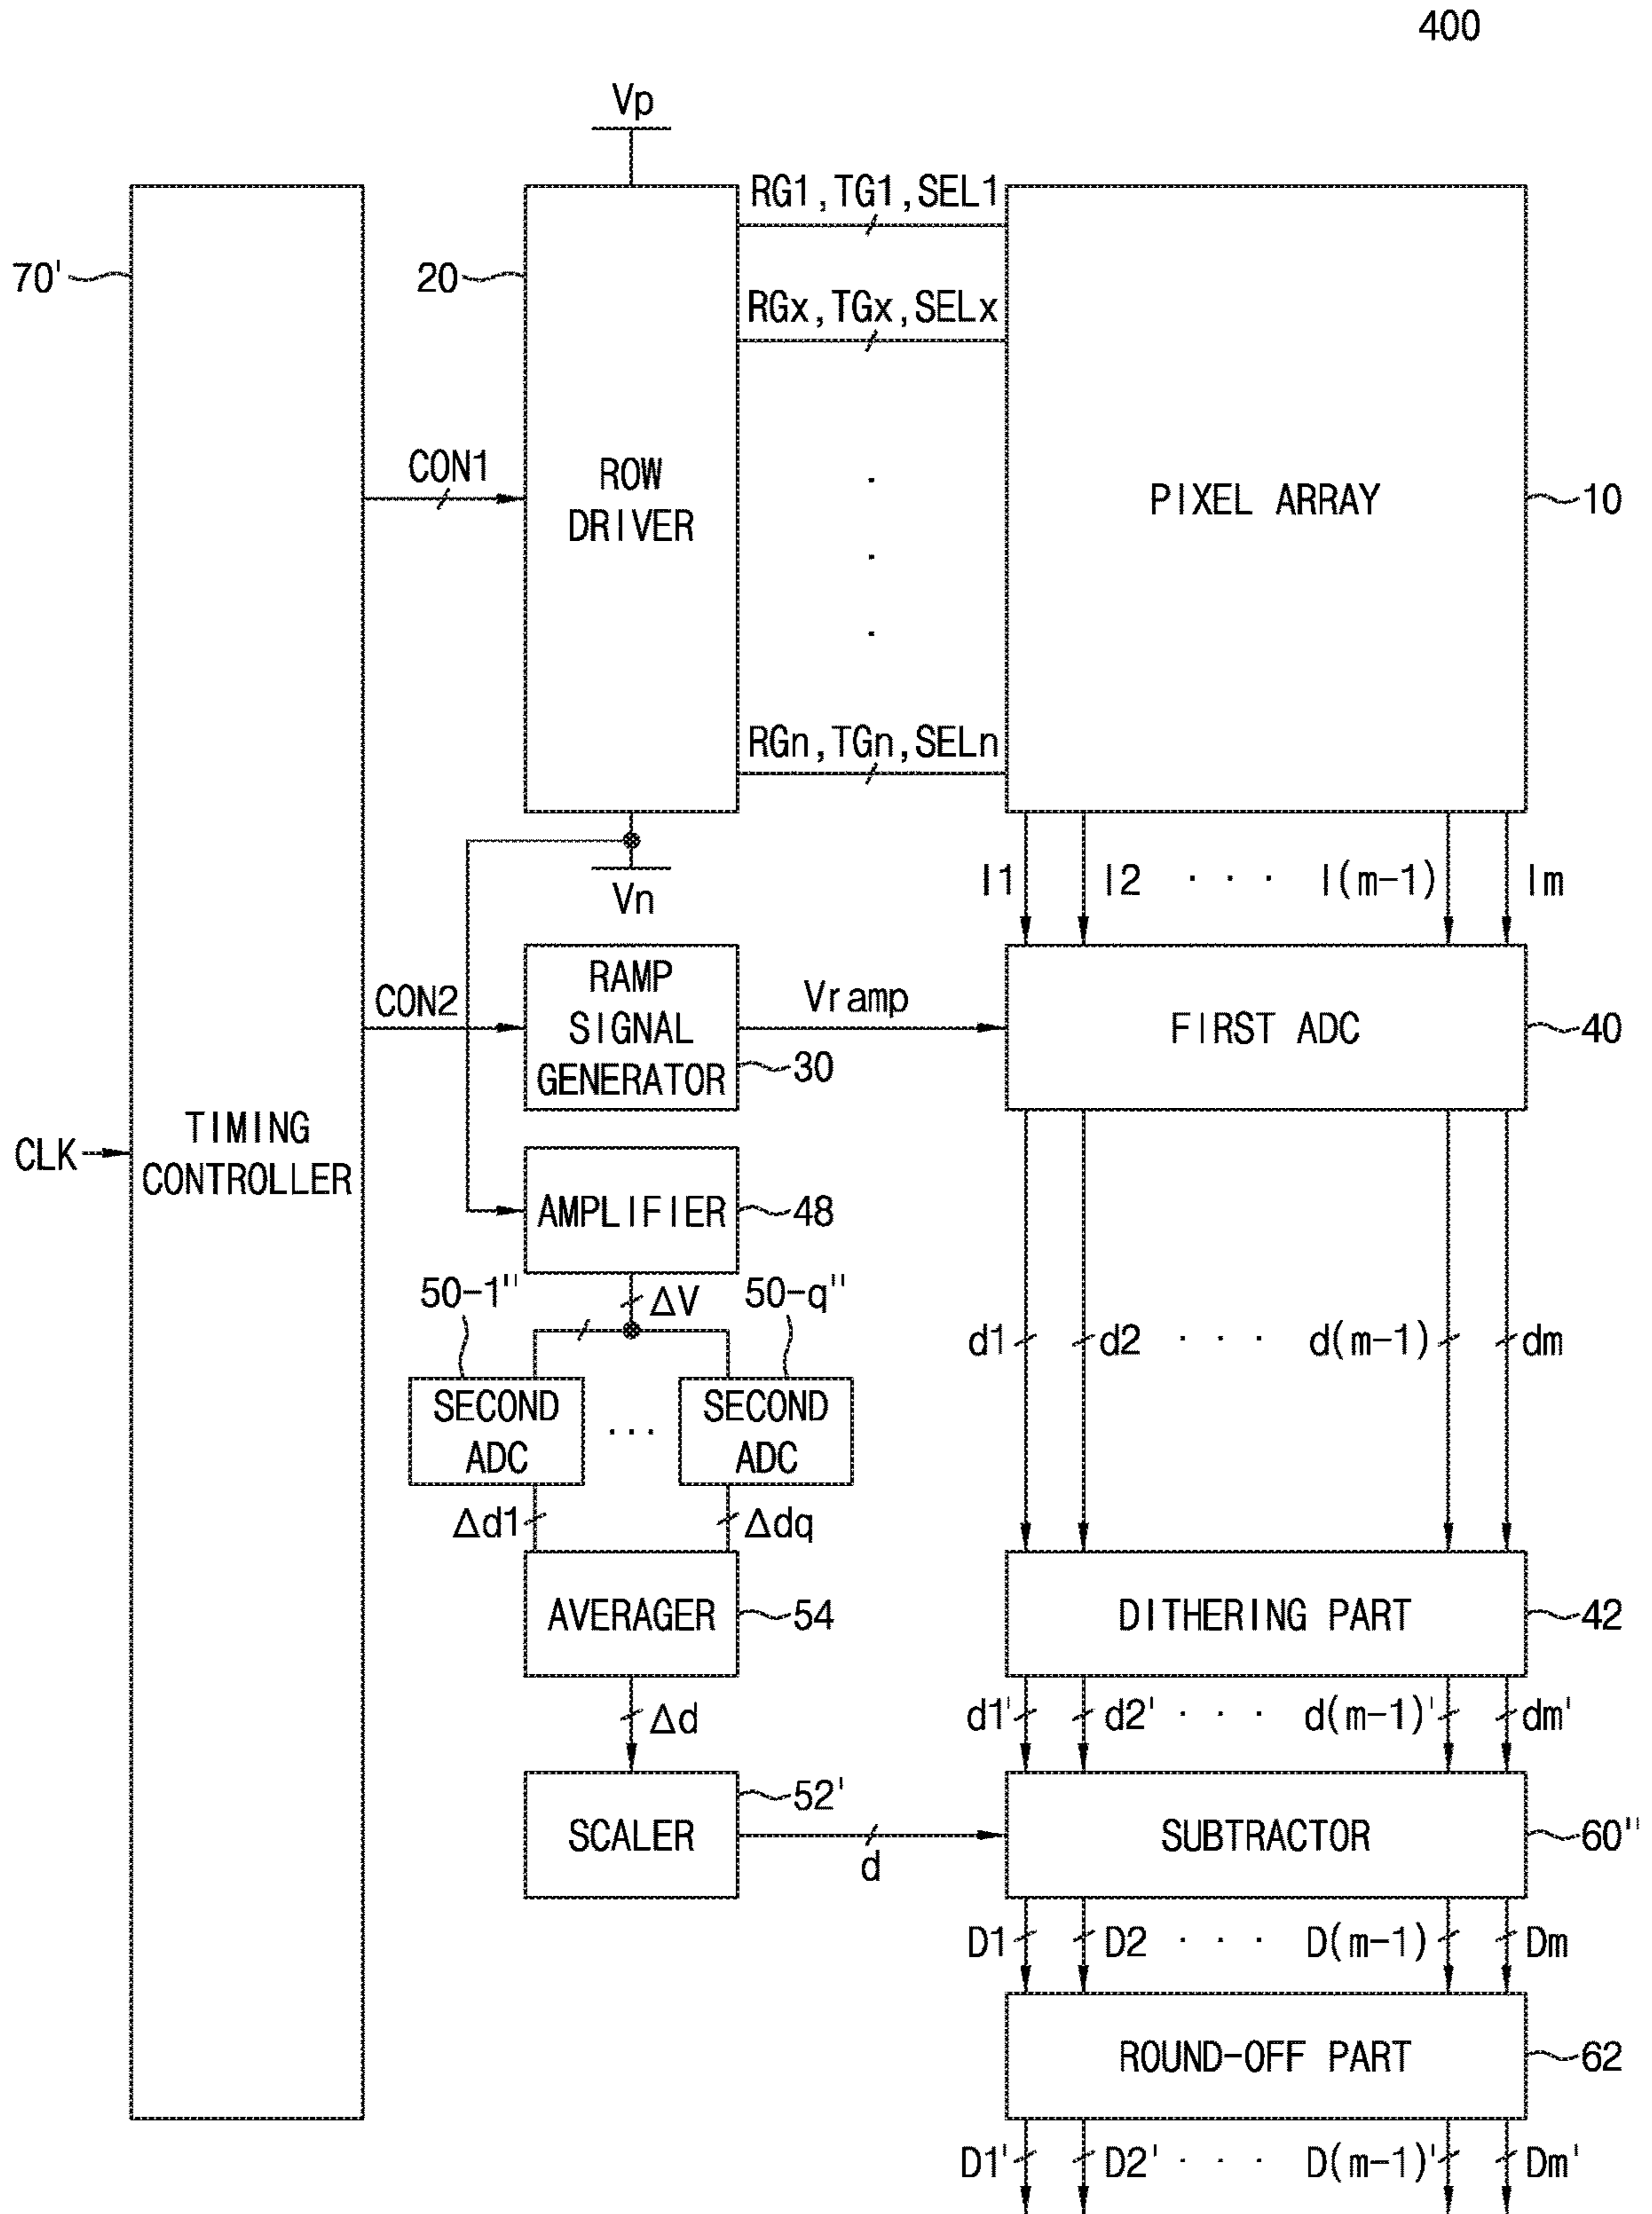 400
Vp
RG1,TG1,SEL1
70'
20
RGx,TGx,SELx
CON1
ROW
DRIVER
.
.
.
PIXEL ARRAY
10
RGn,TGn,SELn
Vn
I1
I2
. . .
I(m-1)
Im
CON2
RAMP
SIGNAL
GENERATOR
30
Vramp
FIRST ADC
40
CLK
TIMING
CONTROLLER
AMPLIFIER
48
50-1"
ΔV
50-q"
d1
d2
. . .
d(m-1)
dm
SECOND
ADC
...
SECOND
ADC
Δd1
Δdq
AVERAGER
54
DITHERING PART
42
Δd
d1'
d2'
. . .
d(m-1)'
dm'
52'
SCALER
d
SUBTRACTOR
60"
D1
D2
. . .
D(m-1)
Dm
ROUND-OFF PART
62
D1'
D2'
. . .
D(m-1)'
Dm'